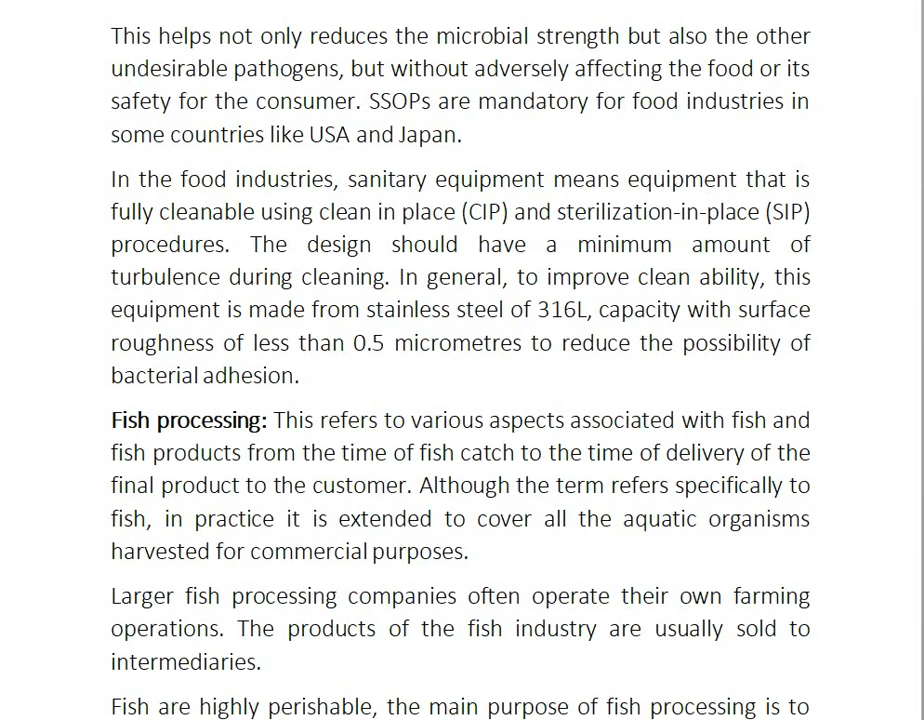 This helps not only reduces the microbial strength but also the other
undesirable pathogens, but without adversely affecting the food or its
safety for the consumer. SSOPs are mandatory for food industries in
some countries like USA and Japan.
In the food industries, sanitary equipment means equipment that is
fully cleanable using clean in place (CIP) and sterilization-in-place (SIP)
procedures. The design should have a minimum amount of
turbulence during cleaning. In general, to improve clean ability, this
equipment is made from stainless steel of 316L, capacity with surface
roughness of less than 0.5 micrometres to reduce the possibility of
bacterial adhesion.
Fish processing: This refers to various aspects associated with fish and
fish products from the time of fish catch to the time of delivery of the
final product to the customer. Although the term refers specifically to
fish, in practice it is extended to cover all the aquatic organisms
harvested for commercial purposes.
Larger fish processing companies often operate their own farming
operations. The products of the fish industry are usually sold to
intermediaries.
Fish are highly perishable, the main purpose of fish processing is to